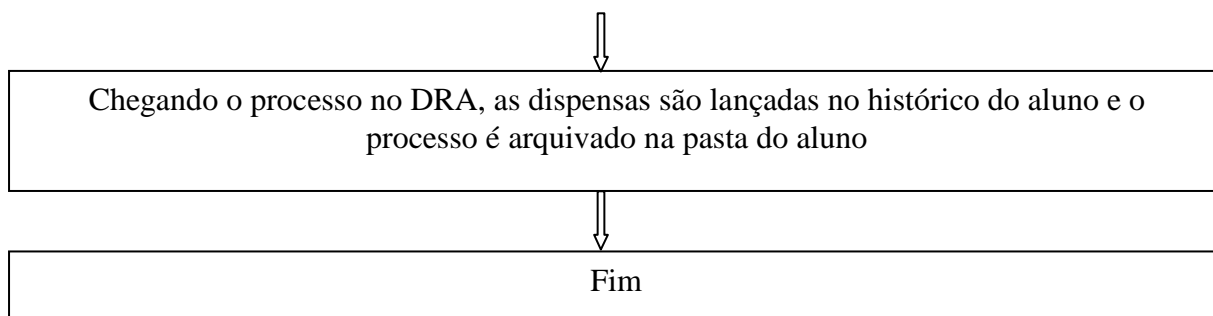 Chegando o processo no DRA, as dispensas são lançadas no histórico do aluno e o
processo é arquivado na pasta do aluno
Fim